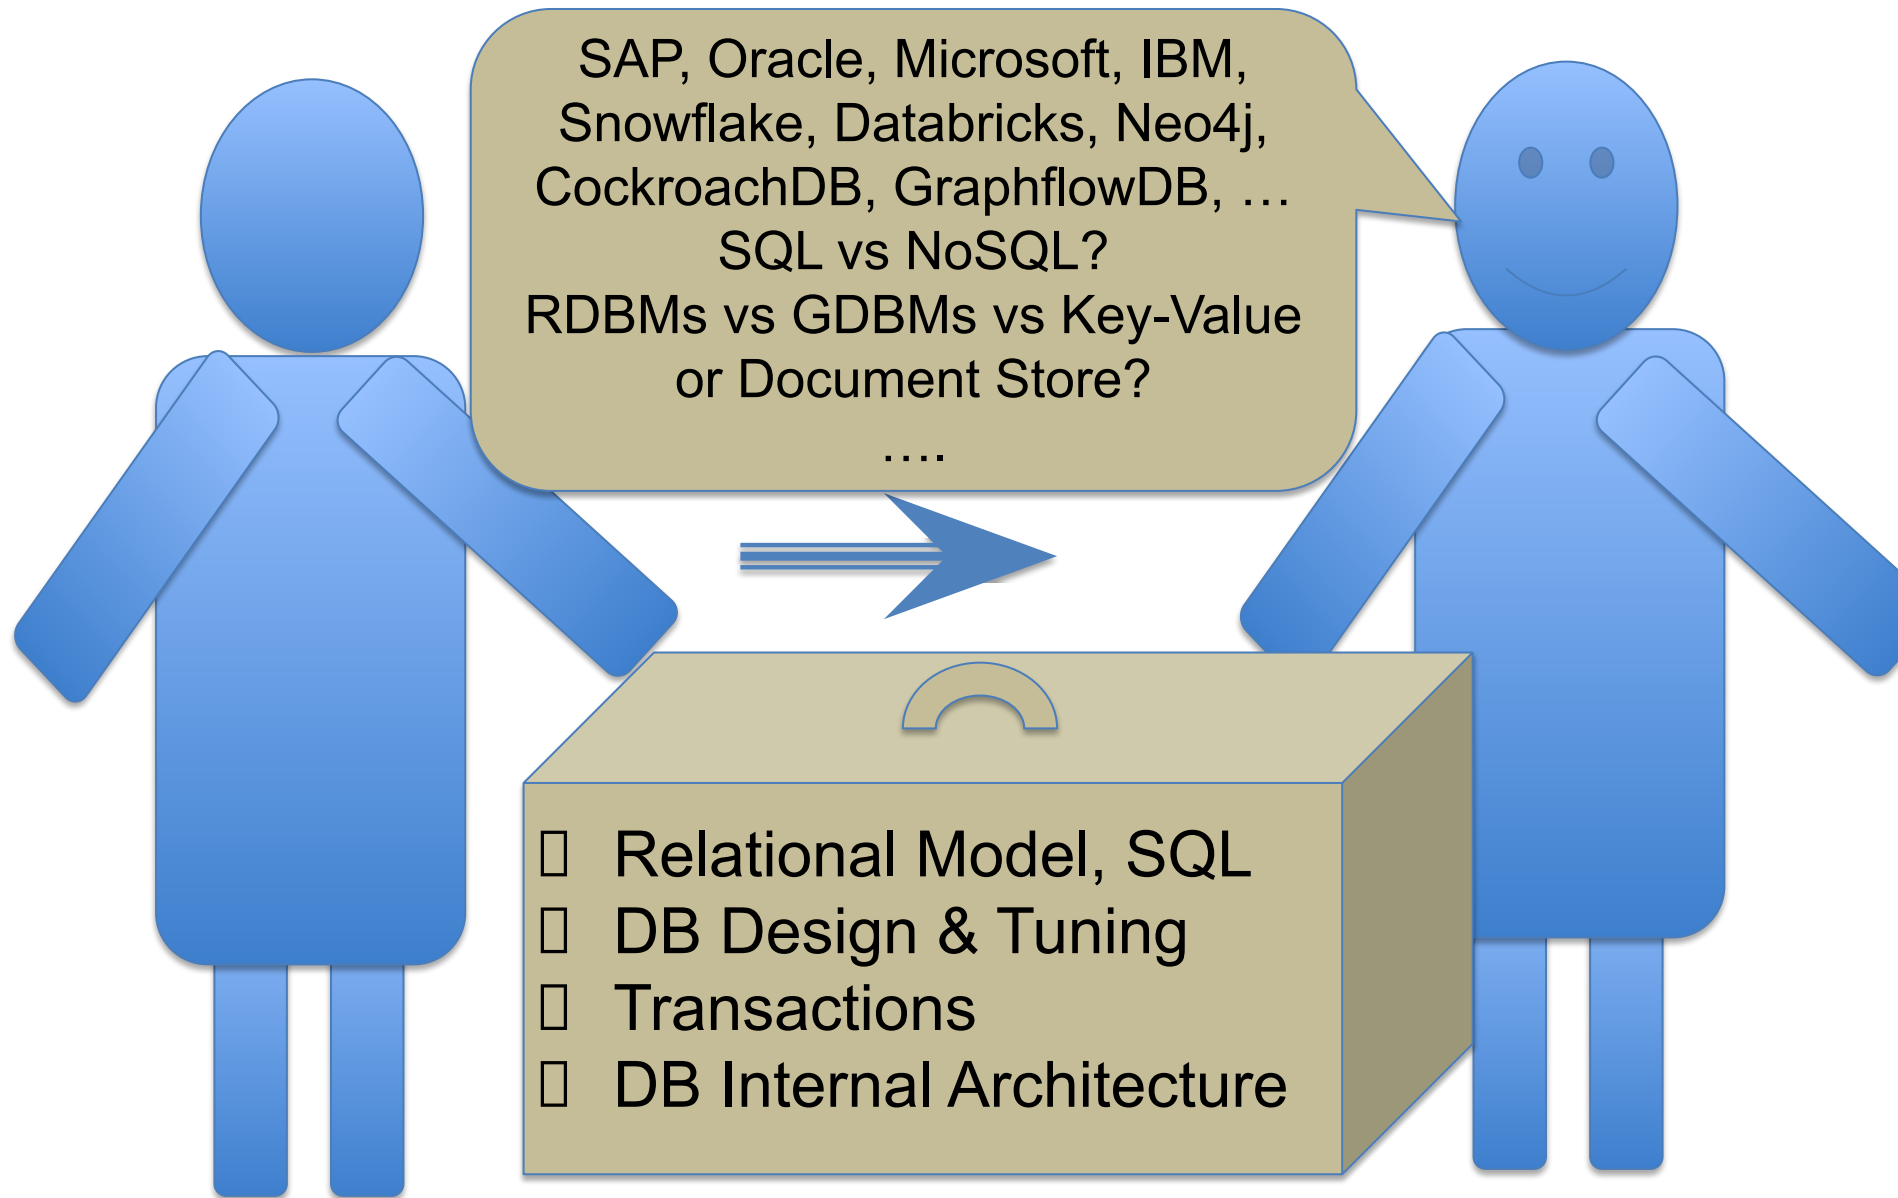 SAP, Oracle, Microsoft, IBM,
Snowflake, Databricks, Neo4j,
CockroachDB, GraphflowDB, …
SQL vs NoSQL?
RDBMs vs GDBMs vs Key-Value
or Document Store?
….
Relational Model, SQL
DB Design & Tuning
Transactions
DB Internal Architecture